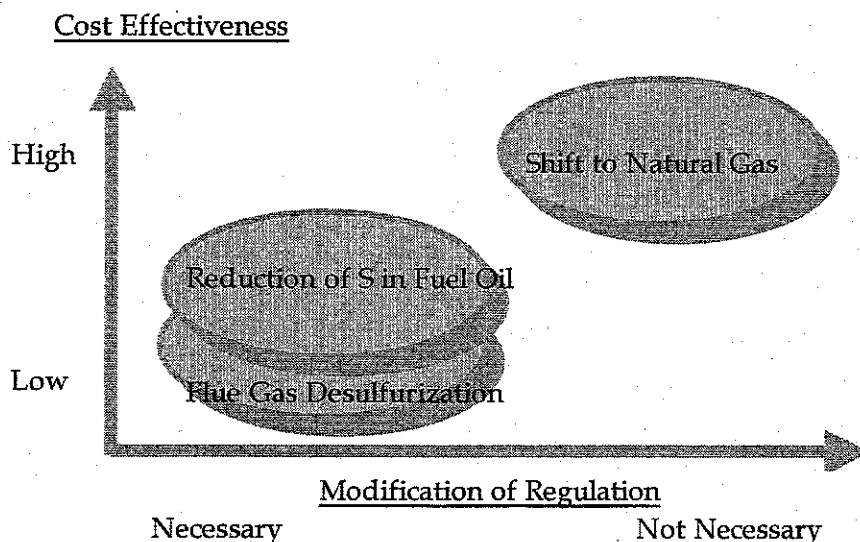 Cost Effectiveness
High
Shift to Natural Gas
Reduction of S in Fuel Oil
Low
Flue Gas Desulfurization
Modification of Regulation
Necessary
Not Necessary